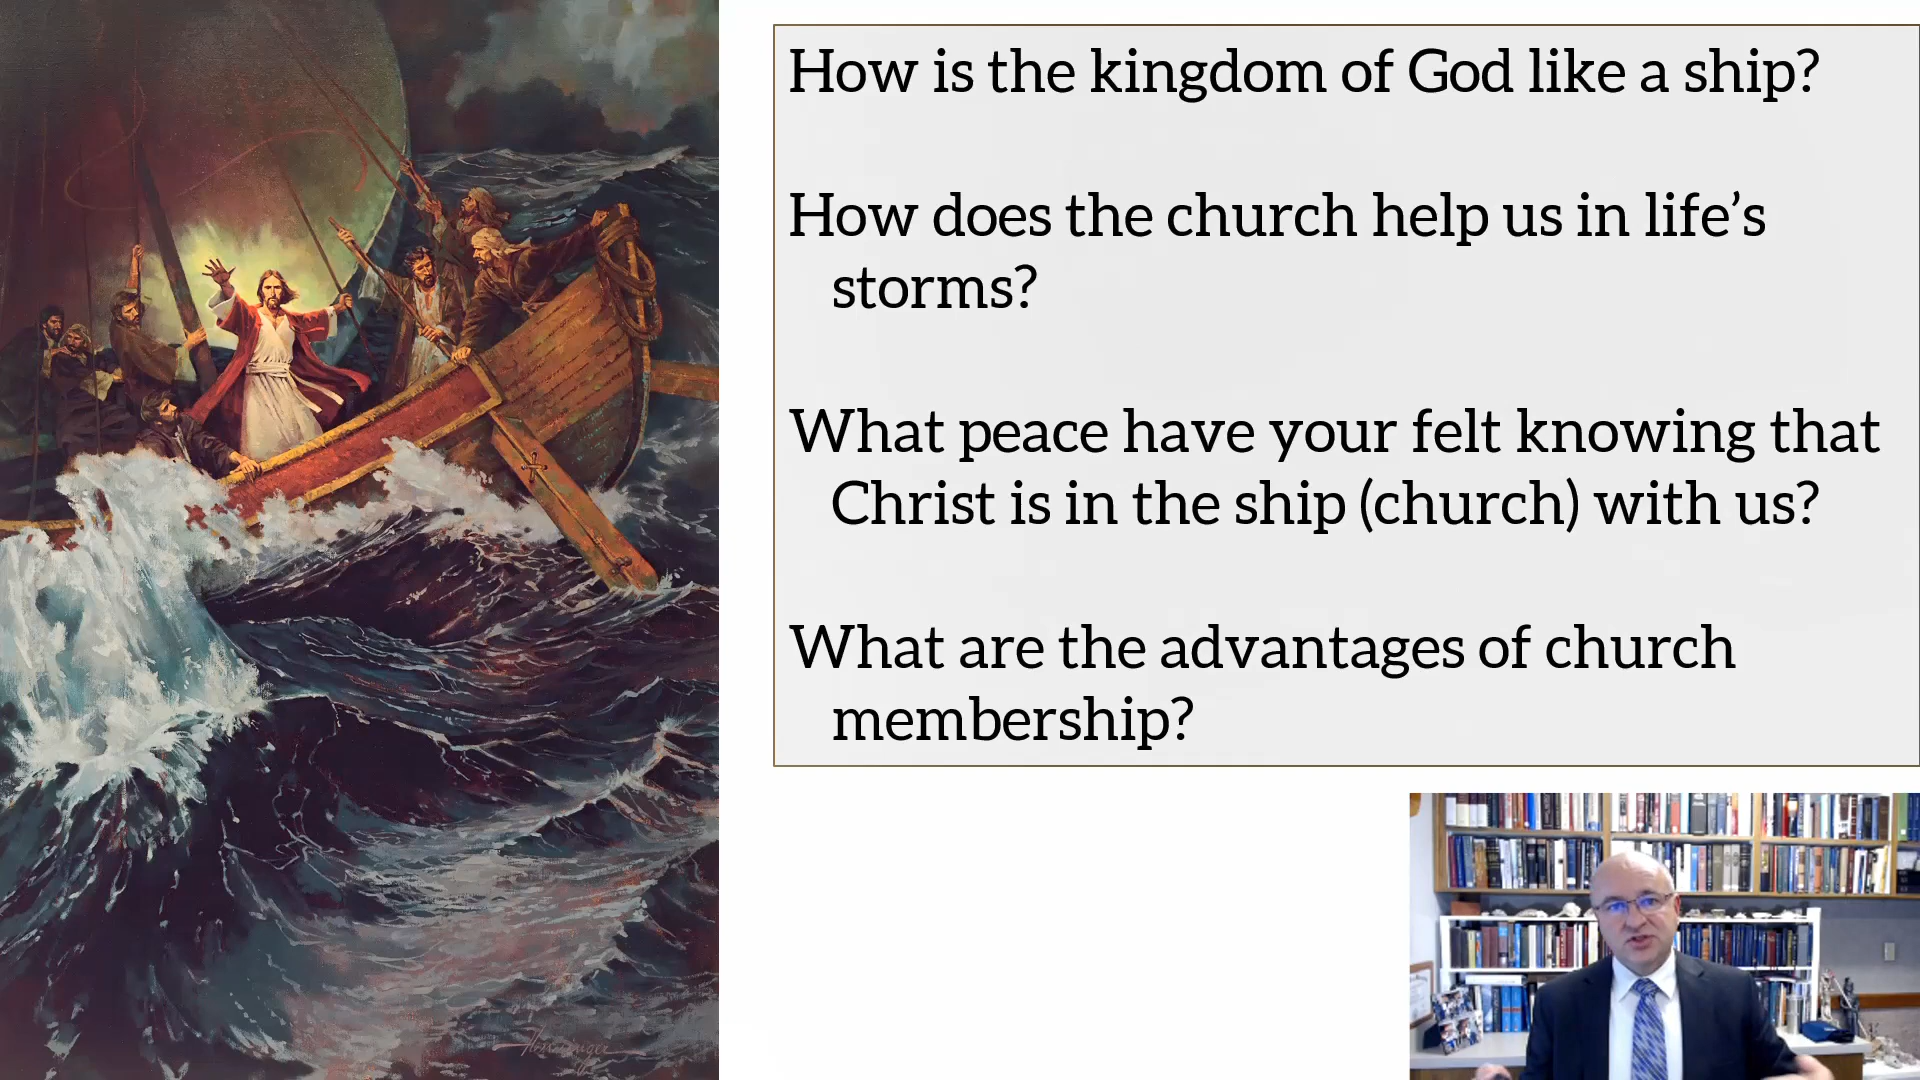 How is the kingdom of God like a ship?
How does the church help us in life’s
storms?
What peace have your felt knowing that
Christ is in the ship (church) with us?
What are the advantages of church
membership?